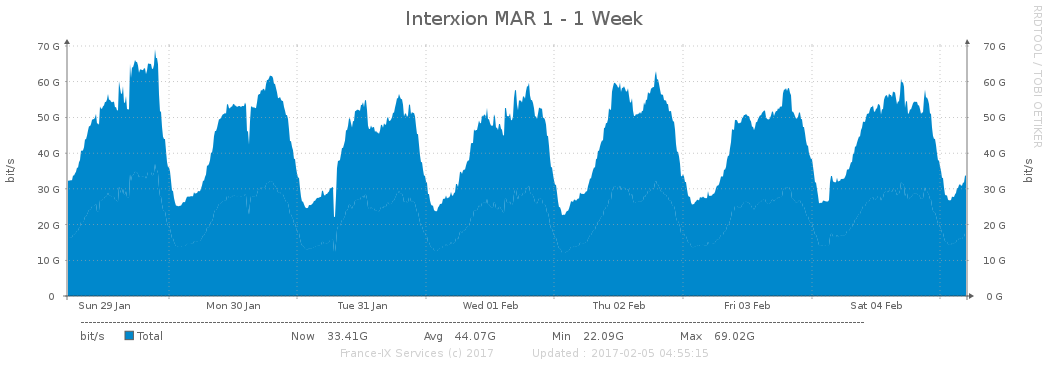 Interxion MAR 1 - 1 Week
RRDTOOL / TOBI OETIKER
70 G 70 G
60 G 60 G
50 G 50 G
40 G 40 G
30 G 30 G
20 G 20 G
10 G 10 G
0 0 G
bit/s bit/s
Sun 29 Jan Mon 30 Jan Tue 31 Jan Wed 01 Feb Thu 02 Feb Fri 03 Feb Sat 04 Feb
bit/s Total Now 33.41G Avg 44.07G Min 22.09G Max 69.02G
France-IX Services (c) 2017 Updated : 2017-02-05 04:55:15